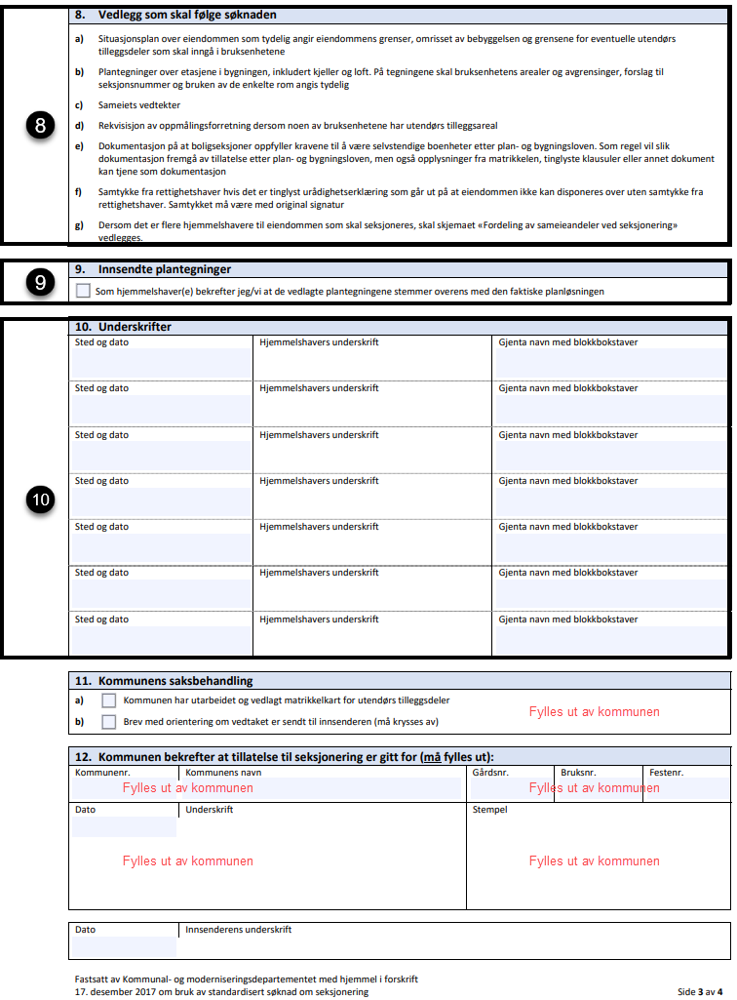 8. Vedlegg som skal følge søknaden
a) Situasjonsplan over eiendommen som tydelig angir eiendommens grenser, omrisset av bebyggelsen og grensene for eventuelle utendørs
tilleggsdeler som skal inngå i bruksenhetene
b) Plantegninger over etasjene i bygningen, inkludert kjeller og loft. På tegningene skal bruksenhetens arealer og avgrensinger, forslag til
seksjonsnummer og bruken av de enkelte rom angis tydelig
c) Sameiets vedtekter
8
d) Rekvisisjon av oppmålingsforretning dersom noen av bruksenhetene har utendørs tilleggsareal
e) Dokumentasjon på at boligseksjoner oppfyller kravene til å være selvstendige boenheter etter plan- og bygningsloven. Som regel vil slik
dokumentasjon fremgå av tillatelse etter plan- og bygningsloven, men også opplysninger fra matrikkelen, tinglyste klausuler eller annet dokument
kan tjene som dokumentasjon
f) Samtykke fra rettighetshaver hvis det er tinglyst urådighetserklæring som går ut på at eiendommen ikke kan disponeres over uten samtykke fra
rettighetshaver. Samtykket må være med original signatur
g) Dersom det er flere hjemmelshavere til eiendommen som skal seksjoneres, skal skjemaet «Fordeling av sameieandeler ved seksjonering»
vedlegges.
9. Innsendte plantegninger
9
Som hjemmelshaver(e) bekrefter jeg/vi at de vedlagte plantegningene stemmer overens med den faktiske planløsningen
10. Underskrifter
Sted og dato Hjemmelshavers underskrift Gjenta navn med blokkbokstaver
Sted og dato Hjemmelshavers underskrift Gjenta navn med blokkbokstaver
Sted og dato Hjemmelshavers underskrift Gjenta navn med blokkbokstaver
Sted og dato Hjemmelshavers underskrift Gjenta navn med blokkbokstaver
10
Sted og dato Hjemmelshavers underskrift Gjenta navn med blokkbokstaver
Sted og dato Hjemmelshavers underskrift Gjenta navn med blokkbokstaver
Sted og dato Hjemmelshavers underskrift Gjenta navn med blokkbokstaver
11. Kommunens saksbehandling
a) Kommunen har utarbeidet og vedlagt matrikkelkart for utendørs tilleggsdeler
Fylles ut av kommunen
b) Brev med orientering om vedtaket er sendt til innsenderen (må krysses av)
12. Kommunen bekrefter at tillatelse til seksjonering er gitt for (må fylles ut):
Kommunenr. Kommunens navn Gårdsnr. Bruksnr. Festenr.
Fylles ut av kommunen Fylles ut av kommunen
Dato Underskrift Stempel
Fylles ut av kommunen Fylles ut av kommunen
Dato Innsenderens underskrift
Fastsatt av Kommunal- og moderniseringsdepartementet med hjemmel i forskrift
17. desember 2017 om bruk av standardisert søknad om seksjonering Side 3 av 4